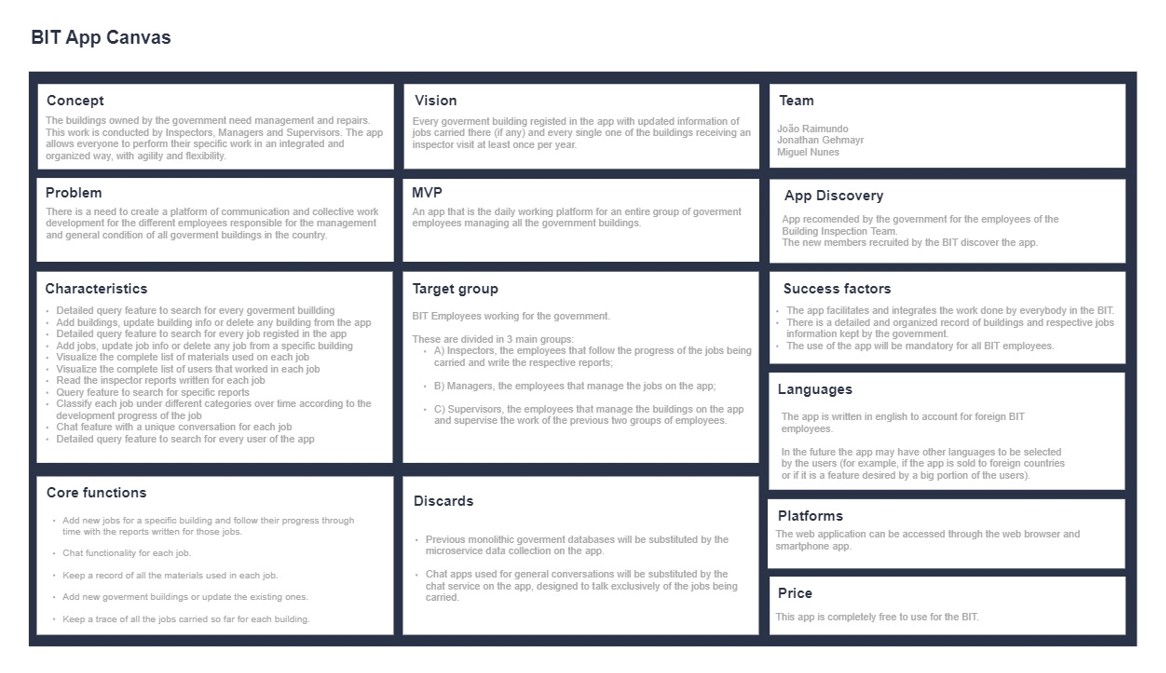 BIT App Canvas
Concept
The buildings owned by the government need management and repairs.
This work is conducted by Inspectors, Managers and Supervisors. The app
allows everyone to perform their specific work in an integrated and
organized way, with agility and flexibility.
Vision
Every goverment building registed in the app with updated information of
jobs carried there (if any) and every single one of the buildings receiving an
inspector visit at least once per year.
Team
João Raimundo
Jonathan Gehmayr
Miguel Nunes
Problem
There is a need to create a platform of communication and collective work
development for the different employees responsible for the management
and general condition of all goverment buildings in the country.
MVP
An app that is the daily working platform for an entire group of goverment
employees managing all the government buildings.
App Discovery
App recomended by the government for the employees of the
Building Inspection Team.
The new members recruited by the BIT discover the app.
Characteristics
• Detailed query feature to search for every goverment builiding
• Add buildings, update building info or delete any building from the app
• Detailed query feature to search for every job registed in the app
• Add jobs, update job info or delete any job from a specific building
• Visualize the complete list of materials used on each job
• Visualize the complete list of users that worked in each job
• Read the inspector reports written for each job
• Query feature to search for specific reports
• Classify each job under different categories over time according to the
development progress of the job
• Chat feature with a unique conversation for each job
• Detailed query feature to search for every user of the app
Target group
BIT Employees working for the government.
These are divided in 3 main groups:
• A) Inspectors, the employees that follow the progress of the jobs being
carried and write the respective reports;
• B) Managers, the employees that manage the jobs on the app;
• C) Supervisors, the employees that manage the buildings on the app
and supervise the work of the previous two groups of employees.
Success factors
• The app facilitates and integrates the work done by everybody in the BIT.
• There is a detailed and organized record of buildings and respective jobs
information kept by the government.
• The use of the app will be mandatory for all BIT employees.
Languages
The app is written in english to account for foreign BIT
employees.
In the future the app may have other languages to be selected
by the users (for example, if the app is sold to foreign countries
or if it is a feature desired by a big portion of the users).
Core functions
• Add new jobs for a specific building and follow their progress through
time with the reports written for those jobs.
• Chat functionality for each job.
• Keep a record of all the materials used in each job.
• Add new goverment buildings or update the existing ones.
• Keep a trace of all the jobs carried so far for each building.
Discards
• Previous monolithic goverment databases will be substituted by the
microservice data collection on the app.
• Chat apps used for general conversations will be substituted by the
chat service on the app, designed to talk exclusively of the jobs being
carried.
Platforms
The web application can be accessed through the web browser and
smartphone app.
Price
This app is completely free to use for the BIT.